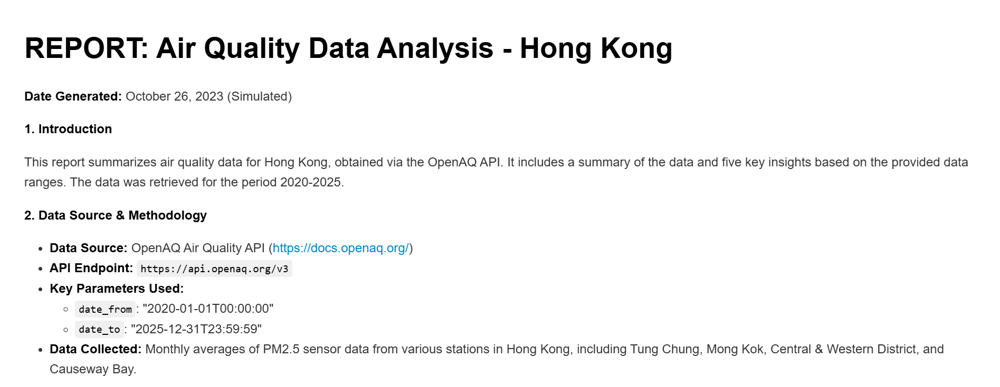 REPORT: Air Quality Data Analysis - Hong Kong
Date Generated: October 26, 2023 (Simulated)
1. Introduction
This report summarizes air quality data for Hong Kong, obtained via the OpenAQ API. It includes a summary of the data and five key insights based on the provided data
ranges. The data was retrieved for the period 2020-2025.
2. Data Source & Methodology
• Data Source: OpenAQ Air Quality API (https://docs.openaq.org/)
• API Endpoint: https://api.openaq.org/v3
• Key Parameters Used:
◦ date_from: "2020-01-01T00:00:00"
◦ date_to: "2025-12-31T23:59:59"
• Data Collected: Monthly averages of PM2.5 sensor data from various stations in Hong Kong, including Tung Chung, Mong Kok, Central & Western District, and
Causeway Bay.